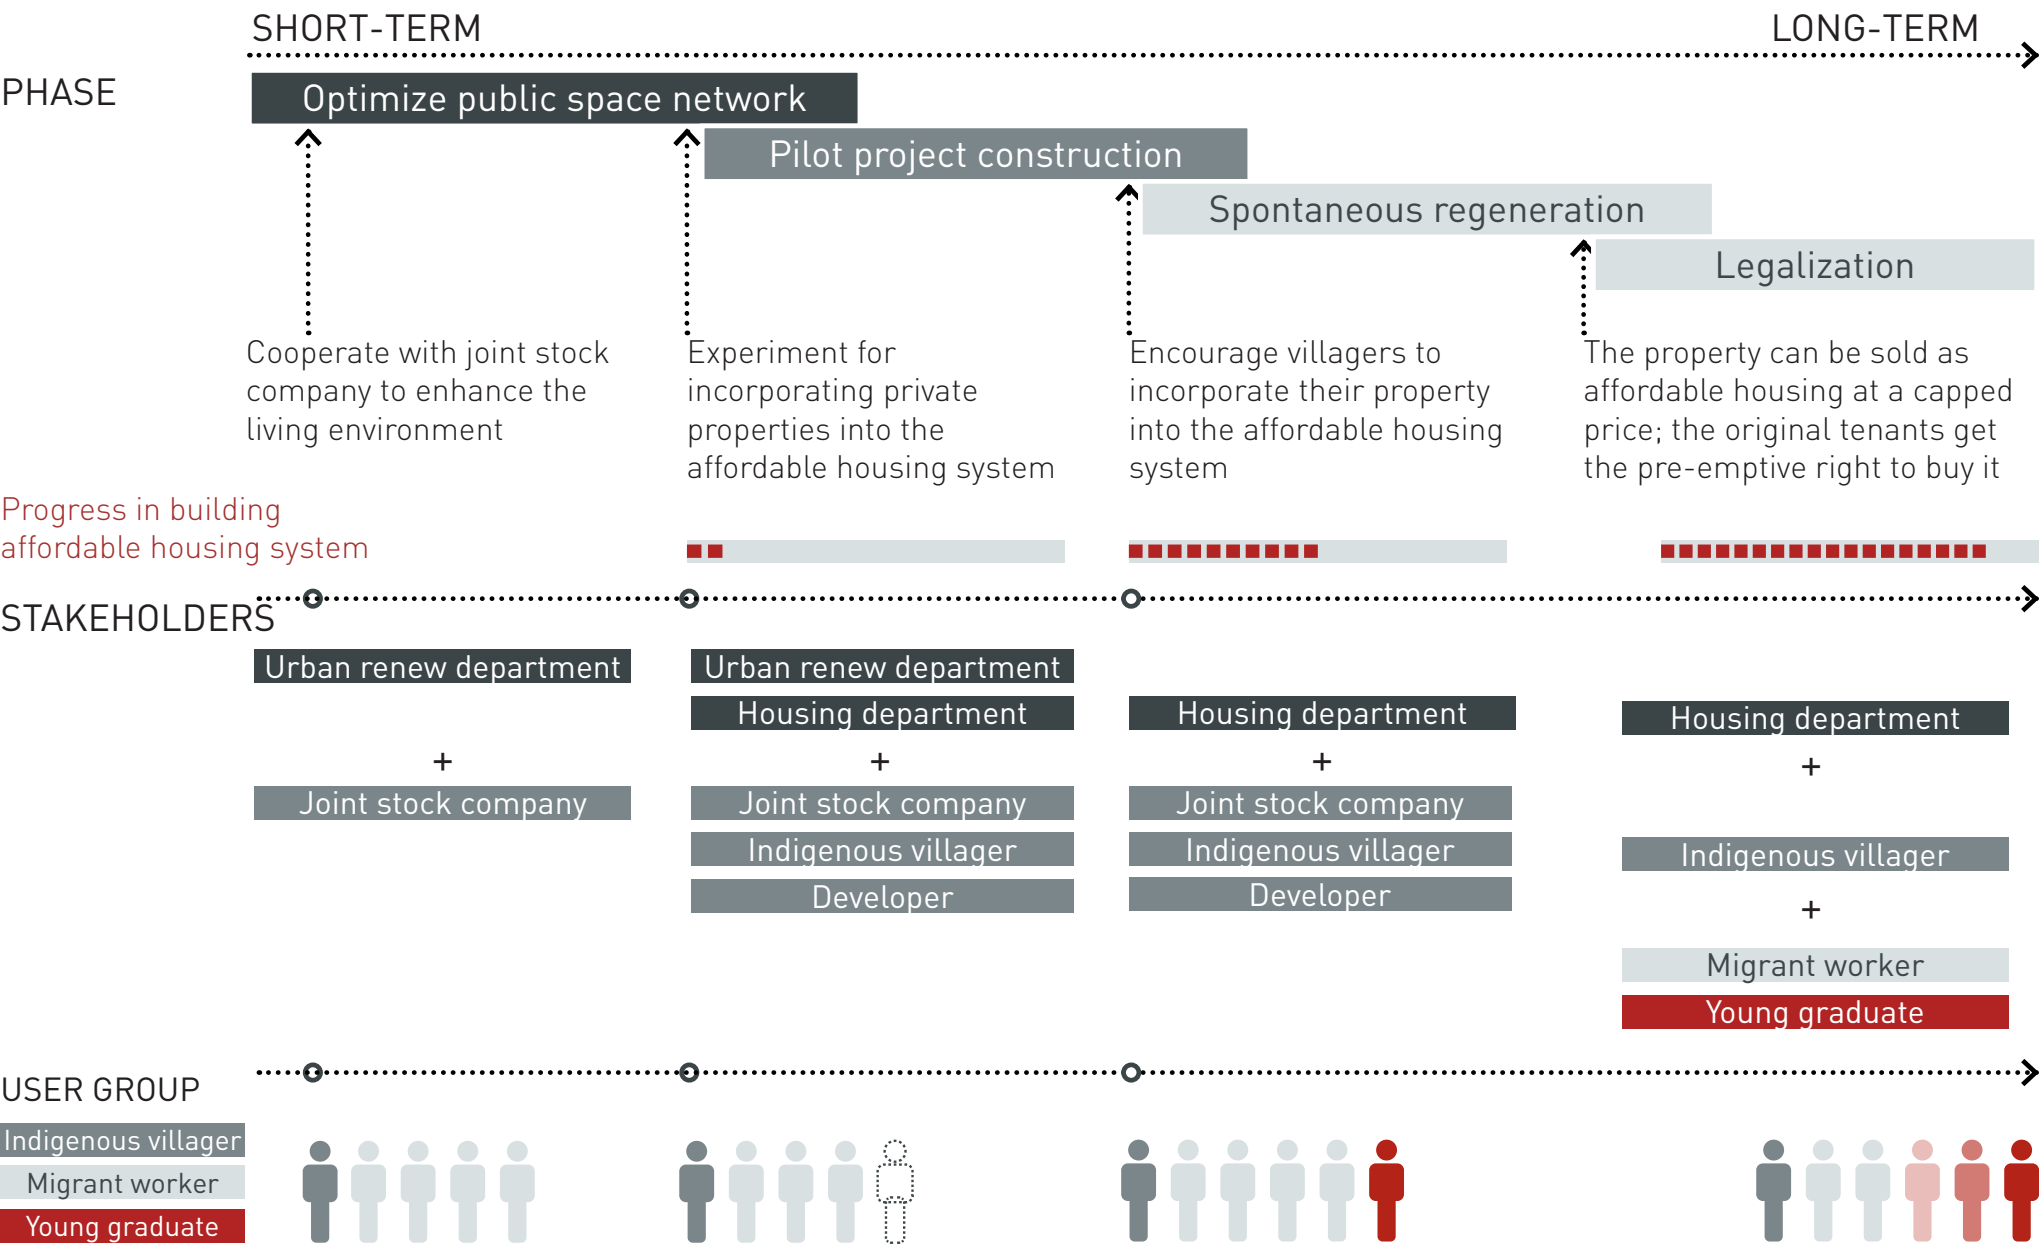 SHORT-TERM
LONG-TERM
PHASE
Optimize public space network
Pilot project construction
Spontaneous regeneration
Legalization
Cooperate with joint stock
company to enhance the
living environment
Experiment for
incorporating private
properties into the
affordable housing system
Encourage villagers to
incorporate their property
into the affordable housing
system
The property can be sold as
affordable housing at a capped
price; the original tenants get
the pre-emptive right to buy it
Progress in building
affordable housing system
STAKEHOLDERS
Urban renew department
+
Joint stock company
Urban renew department
Housing department
+
Joint stock company
Indigenous villager
Developer
Housing department
+
Joint stock company
Indigenous villager
Developer
Housing department
+
Indigenous villager
+
Migrant worker
Young graduate
USER GROUP
Indigenous villager
Migrant worker
Young graduate